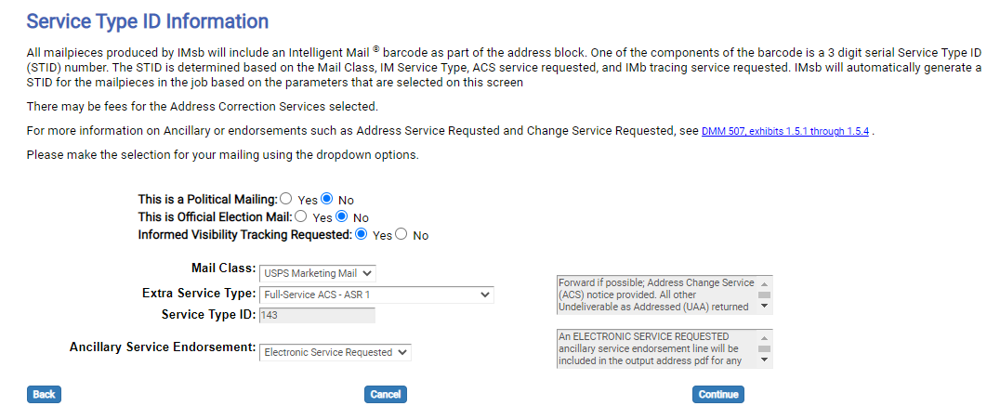 Service Type ID Information
All mailpieces produced by IMsb will include an Intelligent Mail ® barcode as part of the address block. One of the components of the barcode is a 3 digit serial Service Type ID
(STID) number. The STID is determined based on the Mail Class, IM Service Type, ACS service requested, and IMb tracing service requested. IMsb will automatically generate a
STID for the mailpieces in the job based on the parameters that are selected on this screen
There may be fees for the Address Correction Services selected.
For more information on Ancillary or endorsements such as Address Service Requsted and Change Service Requested, see DMM 507, exhibits 1.5.1 through 1.5.4 .
Please make the selection for your mailing using the dropdown options.
This is a Political Mailing: Yes No
This is Official Election Mail: Yes No
Informed Visibility Tracking Requested: Yes No
Mail Class: USPS Marketing Mail
Extra Service Type: Full-Service ACS - ASR 1
Service Type ID: 143
Forward if possible; Address Change Service
(ACS) notice provided. All other
Undeliverable as Addressed (UAA) returned
Ancillary Service Endorsement: Electronic Service Requested
An ELECTRONIC SERVICE REQUESTED
ancillary service endorsement line will be
included in the output address pdf for any
Back Cancel Continue